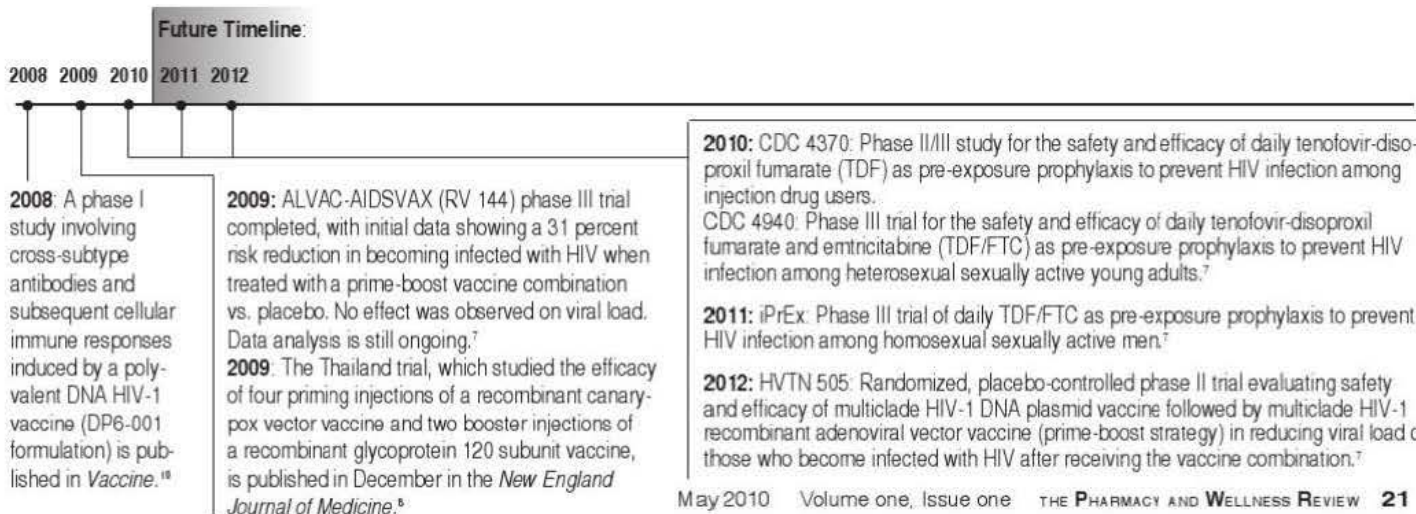 Future Timeline:
2008 2009 2010 2011 2012
2008: A phase I
study involving
cross-subtype
antibodies and
subsequent cellular
immune responses
induced by a poly-
valent DNA HIV-1
vaccine (DP6-001
formulation) is pub-
lished in Vaccine.¹⁸
2009: ALVAC-AIDSVAX (RV 144) phase III trial
completed, with initial data showing a 31 percent
risk reduction in becoming infected with HIV when
treated with a prime-boost vaccine combination
vs. placebo. No effect was observed on viral load.
Data analysis is still ongoing.⁷
2009: The Thailand trial, which studied the efficacy
of four priming injections of a recombinant canary-
pox vector vaccine and two booster injections of
a recombinant glycoprotein 120 subunit vaccine,
is published in December in the New England
Journal of Medicine.
2010: CDC 4370: Phase II/III study for the safety and efficacy of daily tenofovir-diso-
proxil fumarate (TDF) as pre-exposure prophylaxis to prevent HIV infection among
injection drug users.
CDC 4940: Phase III trial for the safety and efficacy of daily tenofovir-disoproxil
fumarate and emtricitabine (TDF/FTC) as pre-exposure prophylaxis to prevent HIV
infection among heterosexual sexually active young adults.⁷
2011: iPrEx: Phase III trial of daily TDF/FTC as pre-exposure prophylaxis to prevent
HIV infection among homosexual sexually active men.⁷
2012: HVTN 505: Randomized, placebo-controlled phase II trial evaluating safety
and efficacy of multiclade HIV-1 DNA plasmid vaccine followed by multiclade HIV-1
recombinant adenoviral vector vaccine (prime-boost strategy) in reducing viral load
those who become infected with HIV after receiving the vaccine combination.⁷
May 2010 Volume one, Issue one THE PHARMACY AND WELLNESS REVIEW 21